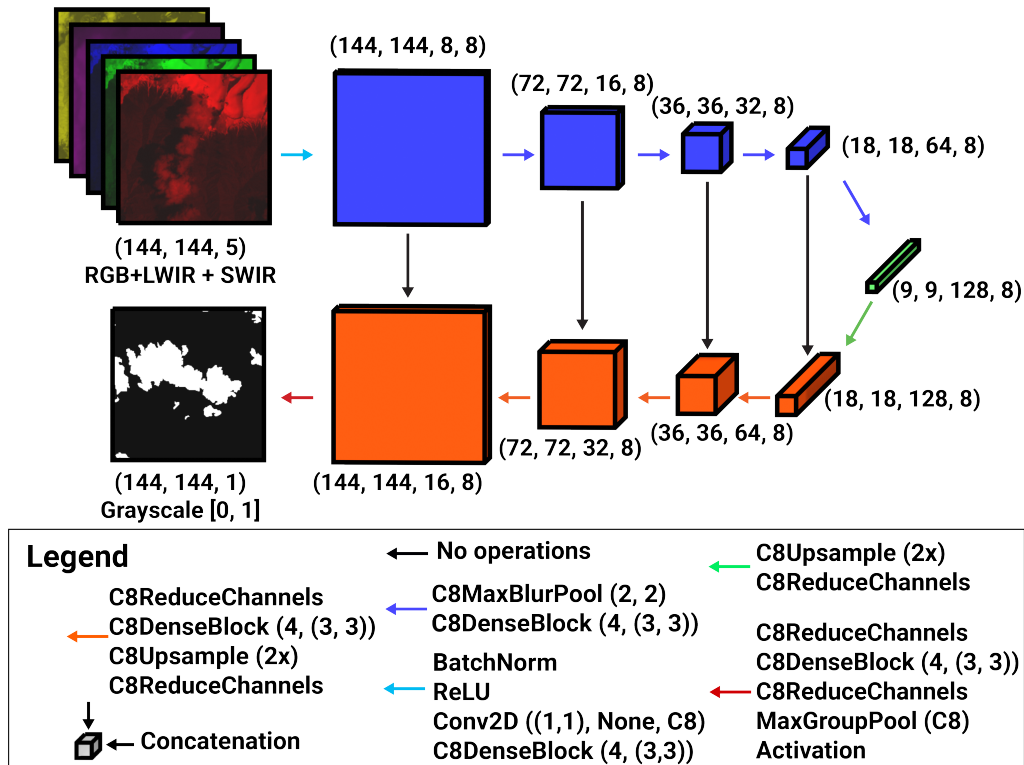 (144, 144, 8, 8)
(72, 72, 16, 8)
(36, 36, 32, 8)
(18, 18, 64, 8)
(144, 144, 5)
RGB+LWIR + SWIR
(9, 9, 128, 8)
(18, 18, 128, 8)
(36, 36, 64, 8)
(72, 72, 32, 8)
(144, 144, 16, 8)
(144, 144, 1)
Grayscale [0, 1]
Legend
C8ReduceChannels
C8DenseBlock (4, (3, 3))
C8Upsample (2x)
C8ReduceChannels
Concatenation
No operations
C8MaxBlurPool (2, 2)
C8DenseBlock (4, (3, 3))
BatchNorm
ReLU
Conv2D ((1,1), None, C8)
C8DenseBlock (4, (3,3))
C8Upsample (2x)
C8ReduceChannels
C8ReduceChannels
C8DenseBlock (4, (3, 3))
C8ReduceChannels
MaxGroupPool (C8)
Activation